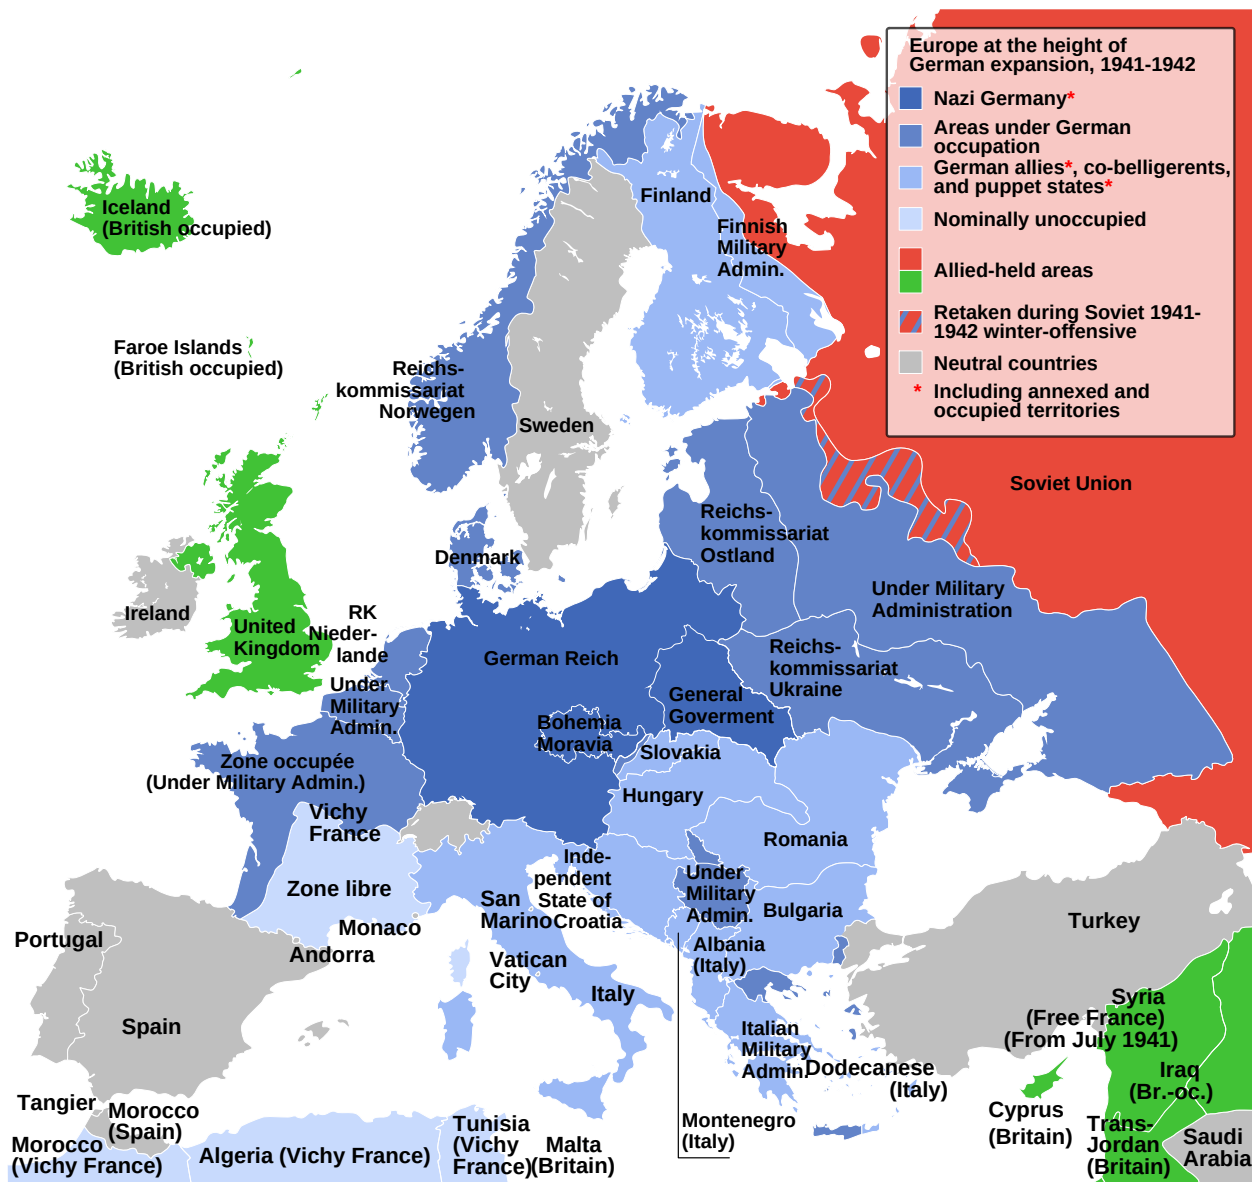 Europe at the height of
German expansion, 1941-1942
Nazi Germany*
Areas under German
occupation
German allies*, co-belligerents,
and puppet states*
Nominally unoccupied
Allied-held areas
Retaken during Soviet 1941-
1942 winter-offensive
Neutral countries
* Including annexed and
occupied territories
Iceland
(British occupied)
Faroe Islands
(British occupied)
Finland
Finnish
Military
Admin.
Reichs-
kommissariat
Norwegen
Sweden
Soviet Union
Reichs-
kommissariat
Ostland
Denmark
Under Military
Administration
Ireland
United
Kingdom
RK
Nieder-
lande
German Reich
Reichs-
kommissariat
Ukraine
Under
Military
Admin.
General
Goverment
Bohemia
Moravia
Slovakia
Zone occupée
(Under Military Admin.)
Hungary
Vichy
France
Romania
Zone libre
Inde-
pendent
State of
Croatia
Under
Military
Admin.
San
Marino
Bulgaria
Monaco
Andorra
Portugal
Spain
Albania
(Italy)
Turkey
Vatican
City
Italy
Syria
(Free France)
(From July 1941)
Italian
Military
Admin.
Dodecanese
(Italy)
Iraq
(Br.-oc.)
Tangier
Morocco
(Spain)
Morocco
(Vichy France)
Algeria (Vichy France)
Tunisia
(Vichy
France)
Malta
(Britain)
Montenegro
(Italy)
Cyprus
(Britain)
Trans-
Jordan
(Britain)
Saudi
Arabia